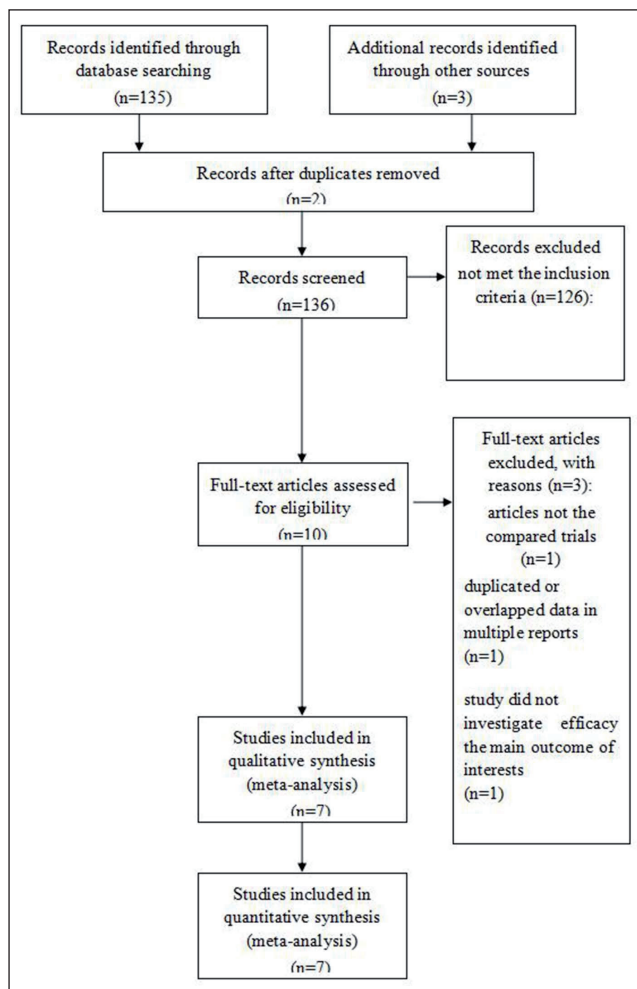 Records identified through
database searching
(n=135)
Additional records identified
through other sources
(n=3)
Records after duplicates removed
(n=2)
Records excluded
not met the inclusion
criteria (n=126):
Records screened
(n=136)
Full-text articles assessed
for eligibility
(n=10)
Full-text articles
excluded, with
reasons (n=3):
articles not the
compared trials
(n=1)
duplicated or
overlapped data in
multiple reports
(n=1)
study did not
investigate efficacy
the main outcome of
interests
(n=1)
Studies included in
qualitative synthesis
(meta-analysis)
(n=7)
Studies included in
quantitative synthesis
(meta-analysis)
(n=7)